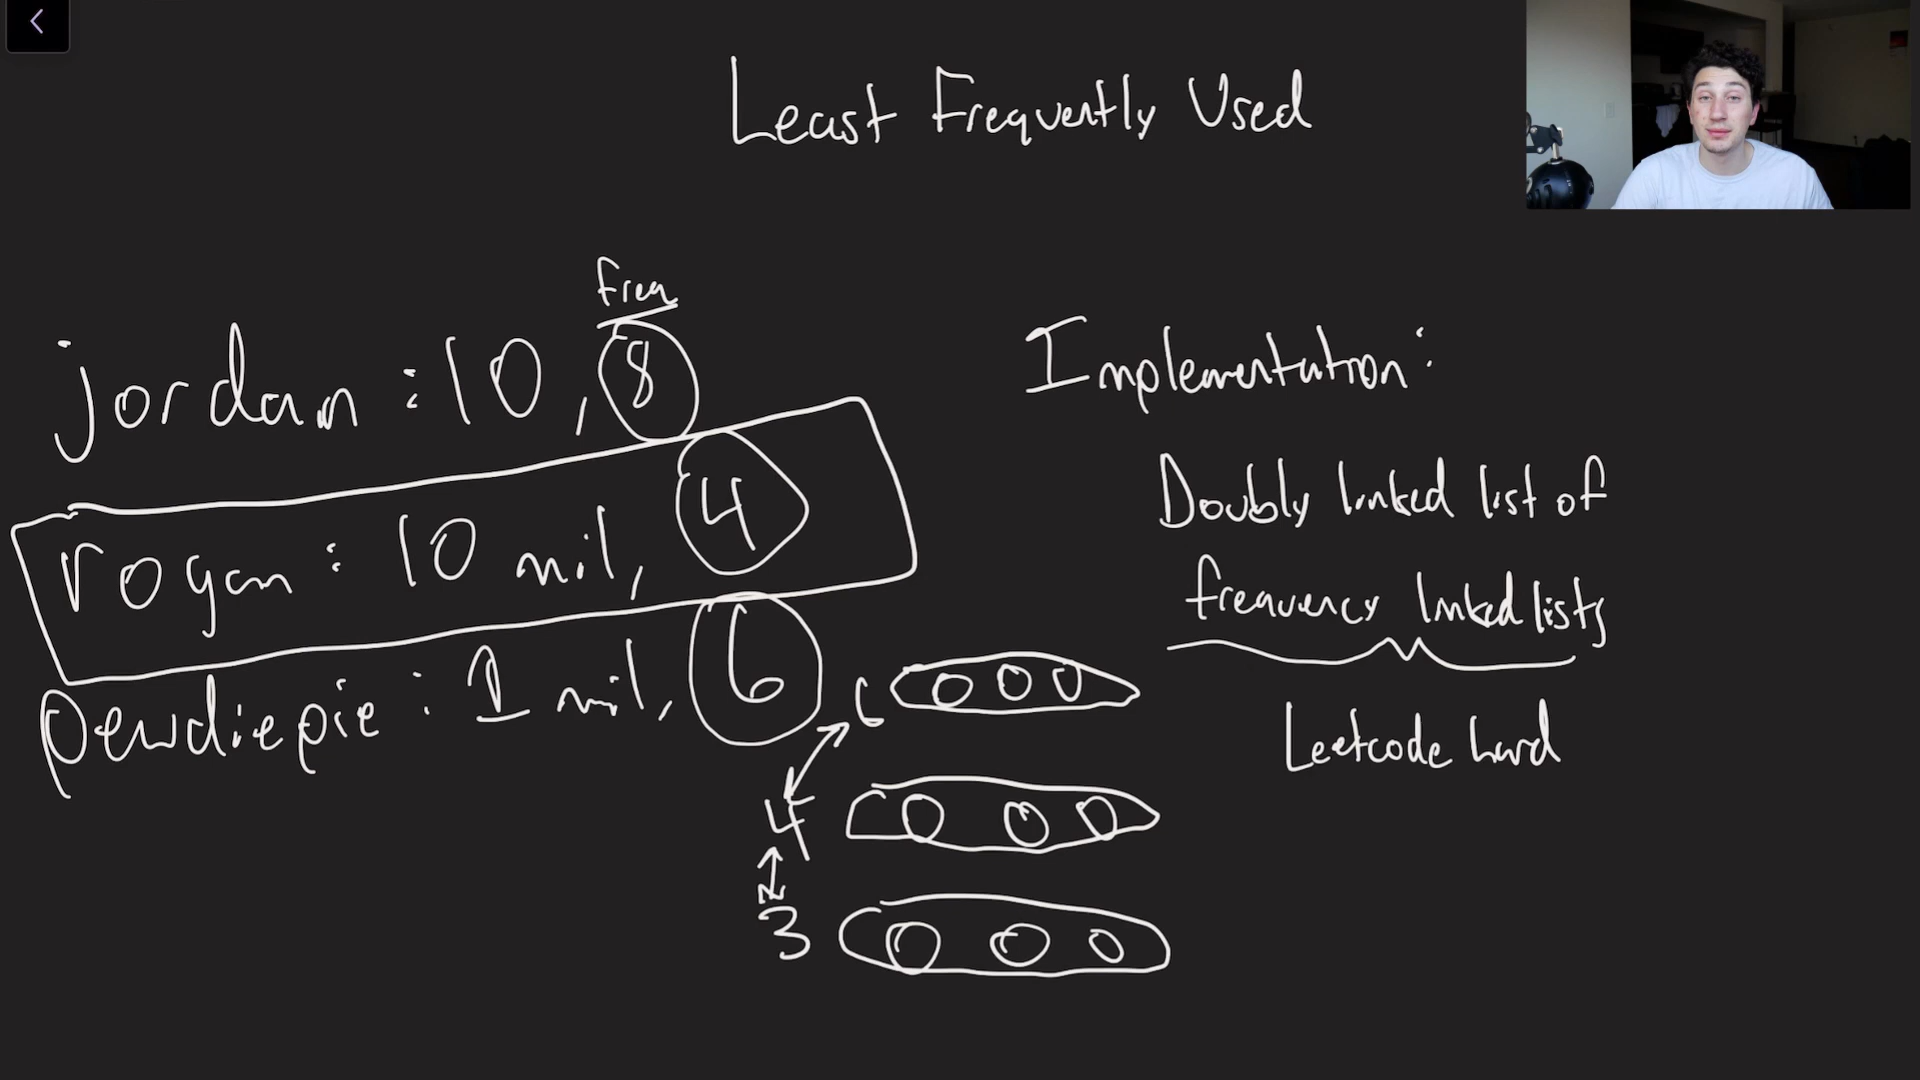 Least Frequently Used
freq
jordan : 10 , 8
rogan : 10 mil, 4
pewdiepie : 1 mil, 6
Implementation:
Doubly linked list of
frequency linked lists
Leetcode hard
6
4
3